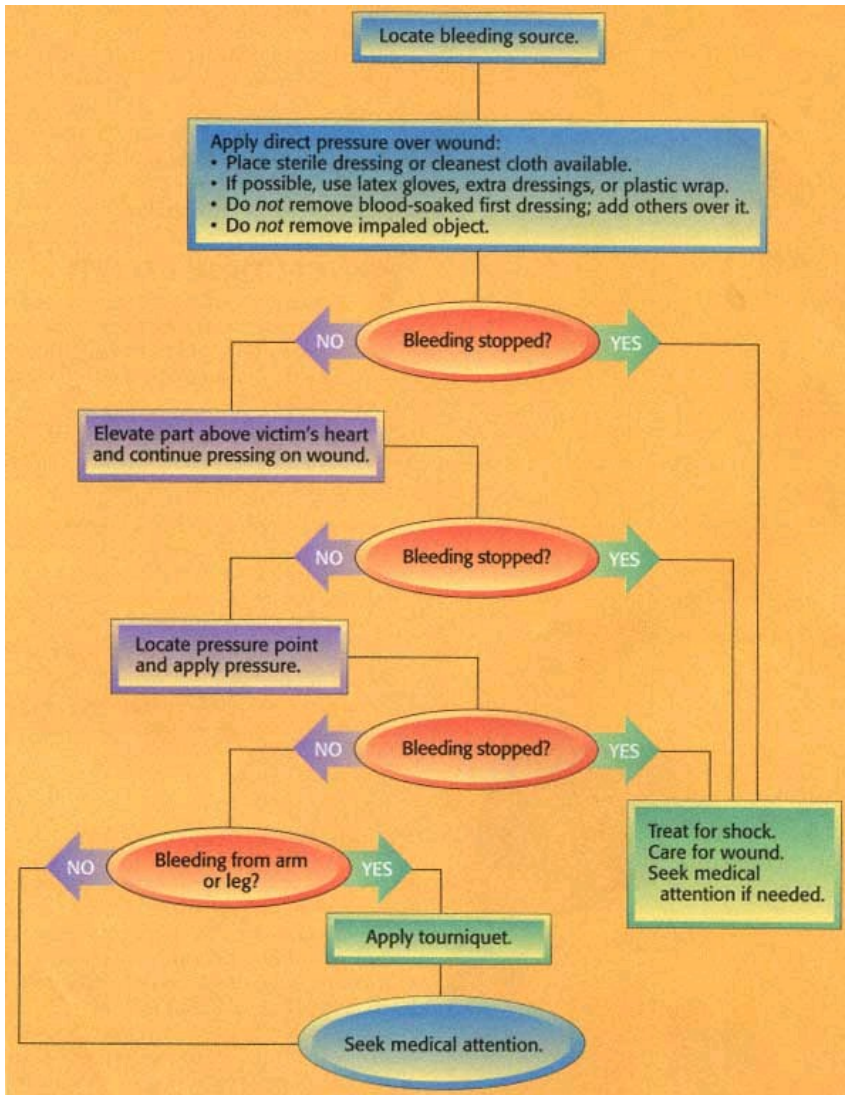 Locate bleeding source.
Apply direct pressure over wound:
• Place sterile dressing or cleanest cloth available.
• If possible, use latex gloves, extra dressings, or plastic wrap.
• Do not remove blood-soaked first dressing; add others over it.
• Do not remove impaled object.
NO
Bleeding stopped?
YES
Elevate part above victim's heart
and continue pressing on wound.
NO
Bleeding stopped?
YES
Locate pressure point
and apply pressure.
NO
Bleeding stopped?
YES
Treat for shock.
Care for wound.
Seek medical
attention if needed.
NO
Bleeding from arm
or leg?
YES
Apply tourniquet.
Seek medical attention.